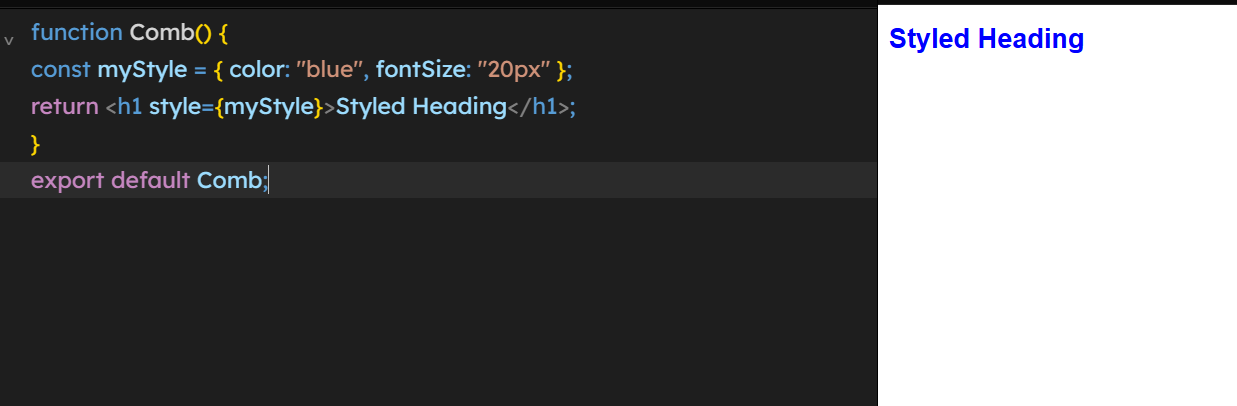 function Comb() {
const myStyle = { color: "blue", fontSize: "20px" };
return <h1 style={myStyle}>Styled Heading</h1>;
}
export default Comb;
Styled Heading